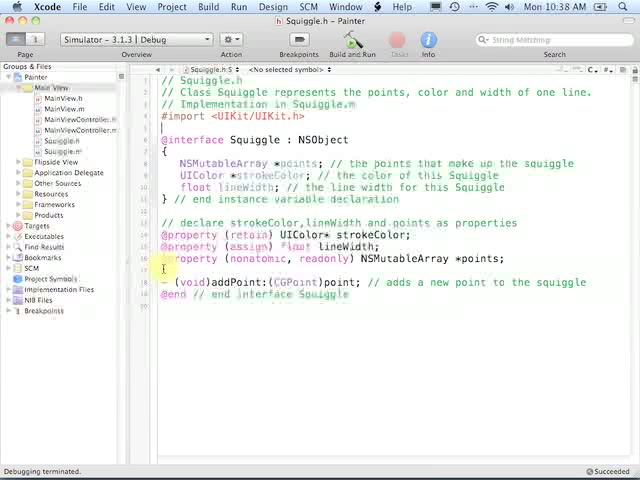 Xcode File Edit View Project Build Run Design SCM Window Help Mon 10:38 AM
Squiggle.h - Painter
Simulator - 3.1.3 | Debug
String Matching
Page Overview Action Breakpoints Build and Run Tasks Info Search
Groups & Files
Painter
Main View
MainView.h
MainView.m
MainViewController.h
MainViewController.m
Squiggle.h
Squiggle.m
Flipside View
Application Delegate
Other Sources
Resources
Frameworks
Products
Targets
Executables
Find Results
Bookmarks
SCM
Project Symbols
Implementation Files
NIB Files
Breakpoints
Squiggle.h:5 <No selected symbol>
// Squiggle.h
// Class Squiggle represents the points, color and width of one line.
// Implementation in Squiggle.m
#import <UIKit/UIKit.h>
@interface Squiggle : NSObject
{
NSMutableArray *points; // the points that make up the squiggle
UIColor *strokeColor; // the color of this Squiggle
float lineWidth; // the line width for this Squiggle
} // end instance variable declaration
// declare strokeColor,lineWidth and points as properties
@property (retain) UIColor* strokeColor;
@property (assign) float lineWidth;
@property (nonatomic, readonly) NSMutableArray *points;
- (void)addPoint:(CGPoint)point; // adds a new point to the squiggle
@end // end interface Squiggle
Debugging terminated.
Succeeded